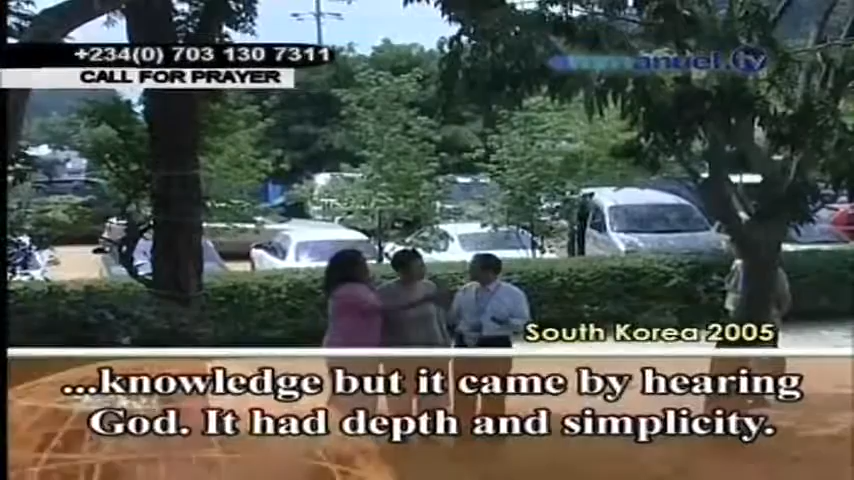 +234(0) 703 130 7311
CALL FOR PRAYER
emmanuel.tv
South Korea 2005
...knowledge but it came by hearing
God. It had depth and simplicity,